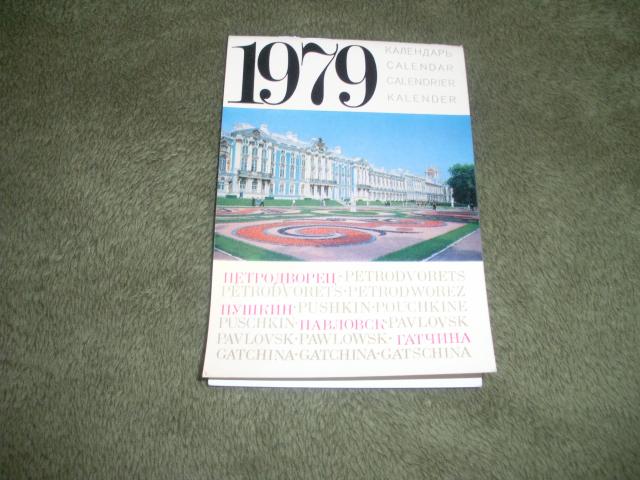 1979
КАЛЕНДАРЬ
CALENDAR
CALENDRIER
KALENDER
ПЕТРОДВОРЕЦ·PETRODVORETS
PETRODVORETS·PETRODWOREZ
ПУШКИН·PUSHKIN·POUCHKINE
PUSCHKIN·ПАВЛОВСК·PAVLOVSK
PAVLOVSK·PAWLOWSK·ГАТЧИНА
GATCHINA·GATCHINA·GATSCHINA